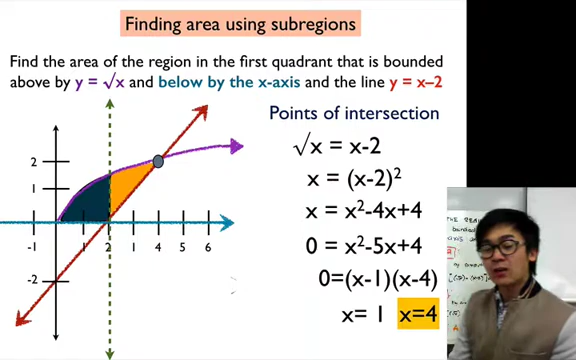 Finding area using subregions
Find the area of the region in the first quadrant that is bounded
above by y = √x and below by the x-axis and the line y = x–2
Points of intersection
√x = x-2
x = (x-2)²
x = x²-4x+4
0 = x²-5x+4
0=(x-1)(x-4)
x= 1 x=4
2
1
-1 1 2 1 4 5 6
-2